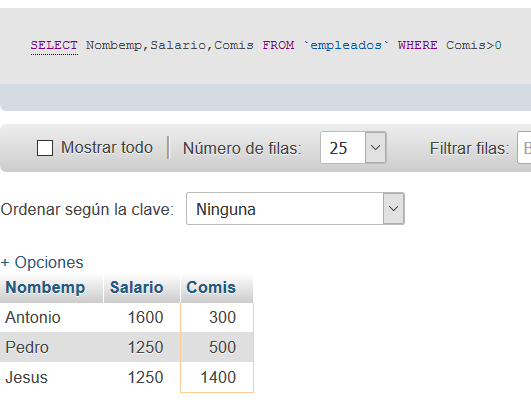 SELECT Nombemp,Salario,Comis FROM `empleados` WHERE Comis>0
Mostrar todo Número de filas: 25 Filtrar filas: B
Ordenar según la clave: Ninguna
+ Opciones
Nombemp Salario Comis
Antonio 1600 300
Pedro 1250 500
Jesus 1250 1400